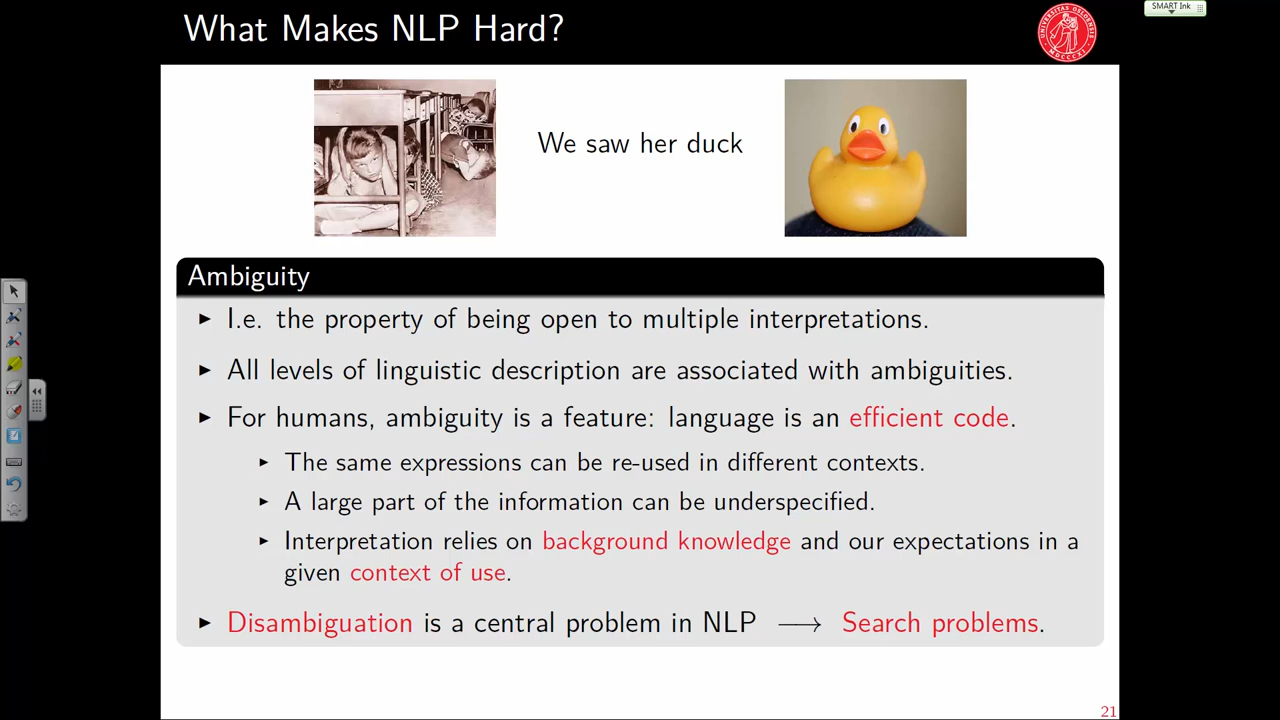 What Makes NLP Hard?
UNIVERSITAS OSLOENSIS
MDCCCXI
SMART Ink
We saw her duck
Ambiguity
I.e. the property of being open to multiple interpretations.
All levels of linguistic description are associated with ambiguities.
For humans, ambiguity is a feature: language is an efficient code.
The same expressions can be re-used in different contexts.
A large part of the information can be underspecified.
Interpretation relies on background knowledge and our expectations in a
given context of use.
Disambiguation is a central problem in NLP ⟶ Search problems.
21